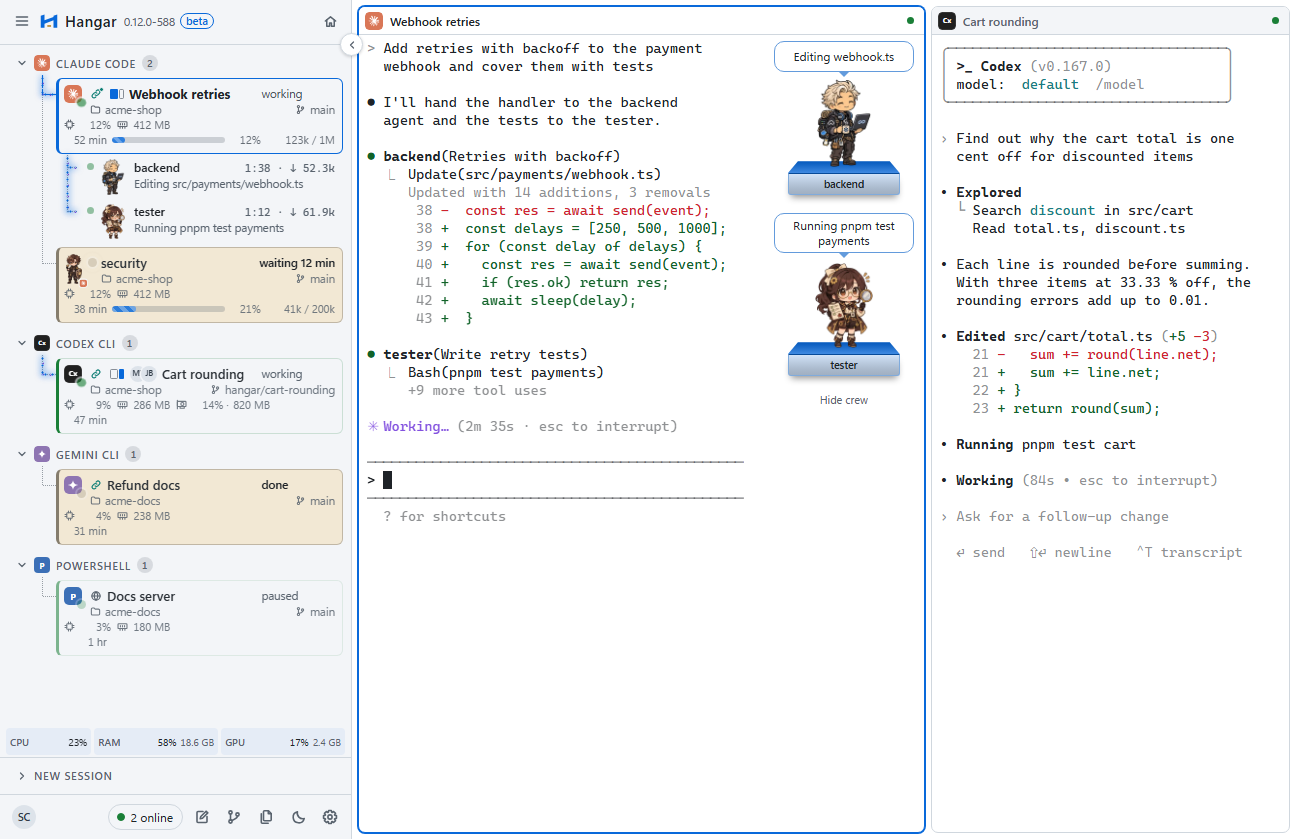 Hangar 0.12.0-588 beta
CLAUDE CODE 2
Webhook retries working
acme-shop main
12% 412 MB
52 min 12% 123k / 1M
backend 1:38 · ↓ 52.3k
Editing src/payments/webhook.ts
tester 1:12 · ↓ 61.9k
Running pnpm test payments
security waiting 12 min
acme-shop main
12% 412 MB
38 min 21% 41k / 200k
Cx CODEX CLI 1
Cx M JB Cart rounding working
acme-shop hangar/cart-rounding
9% 286 MB 14% · 820 MB
47 min
GEMINI CLI 1
Refund docs done
acme-docs main
4% 238 MB
31 min
P POWERSHELL 1
P Docs server paused
acme-docs main
3% 180 MB
1 hr
CPU 23% RAM 58% 18.6 GB GPU 17% 2.4 GB
NEW SESSION
SC 2 online
Webhook retries
> Add retries with backoff to the payment
webhook and cover them with tests
● I'll hand the handler to the backend
agent and the tests to the tester.
● backend(Retries with backoff)
└ Update(src/payments/webhook.ts)
Updated with 14 additions, 3 removals
38 - const res = await send(event);
38 + const delays = [250, 500, 1000];
39 + for (const delay of delays) {
40 + const res = await send(event);
41 + if (res.ok) return res;
42 + await sleep(delay);
43 + }
● tester(Write retry tests)
└ Bash(pnpm test payments)
+9 more tool uses
✳ Working… (2m 35s · esc to interrupt)
>
? for shortcuts
Editing webhook.ts
backend
Running pnpm test
payments
tester
Hide crew
Cx Cart rounding
>_ Codex (v0.167.0)
model: default /model
› Find out why the cart total is one
cent off for discounted items
• Explored
└ Search discount in src/cart
Read total.ts, discount.ts
• Each line is rounded before summing.
With three items at 33.33 % off, the
rounding errors add up to 0.01.
• Edited src/cart/total.ts (+5 −3)
21 - sum += round(line.net);
21 + sum += line.net;
22 + }
23 + return round(sum);
• Running pnpm test cart
• Working (84s • esc to interrupt)
› Ask for a follow-up change
⏎ send ⇧⏎ newline ^T transcript